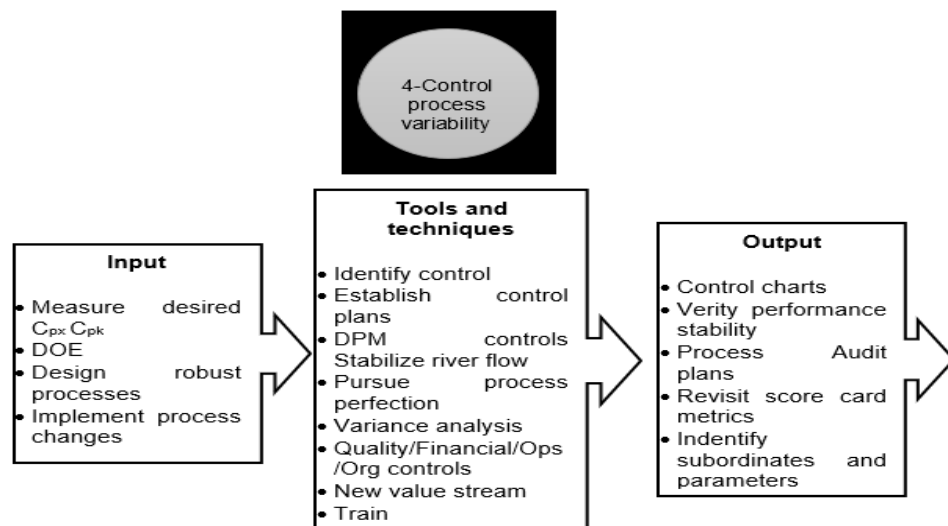 4-Control
process
variability
Input
• Measure desired
Cpx Cpk
• DOE
• Design robust
processes
• Implement process
changes
Tools and
techniques
• Identify control
• Establish control
plans
• DPM controls
Stabilize river flow
• Pursue process
perfection
• Variance analysis
• Quality/Financial/Ops
/Org controls
• New value stream
• Train
Output
• Control charts
• Verity performance
stability
• Process Audit
plans
• Revisit score card
metrics
• Indentify
subordinates and
parameters